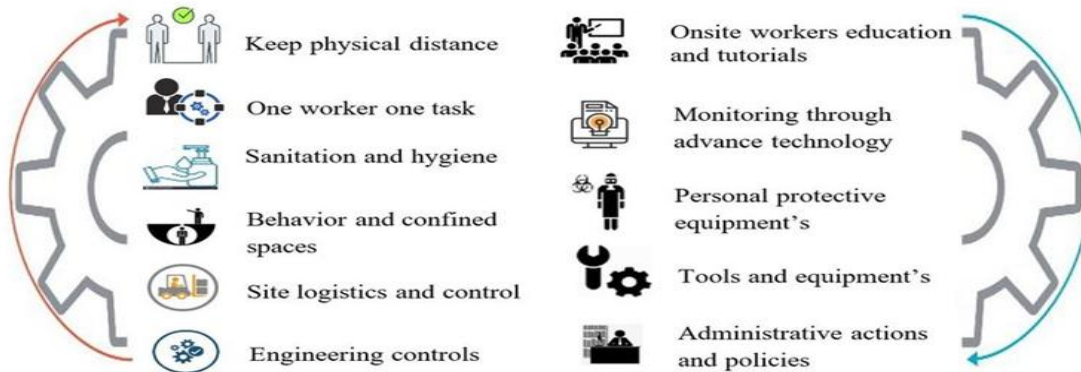 Keep physical distance
One worker one task
Sanitation and hygiene
Behavior and confined
spaces
Site logistics and control
Engineering controls
Onsite workers education
and tutorials
Monitoring through
advance technology
Personal protective
equipment’s
Tools and equipment’s
Administrative actions
and policies